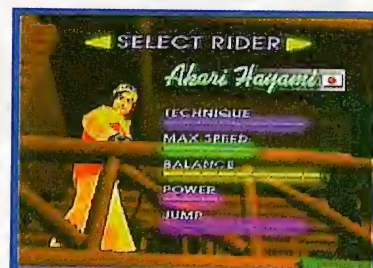 SELECT RIDER
Akari Hayami
TECHNIQUE
MAX SPEED
BALANCE
POWER
JUMP